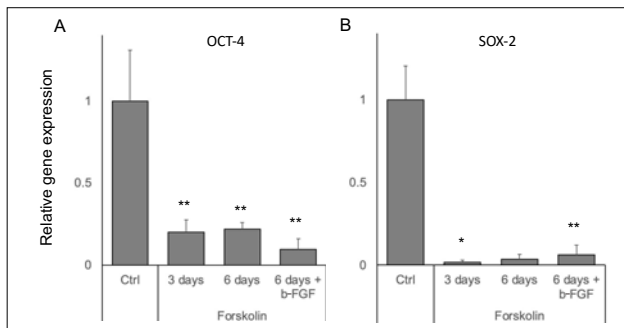 A
OCT-4
Relative gene expression
1
0.5
0
**
**
**
Ctrl
3 days
6 days
6 days +
b-FGF
Forskolin
B
SOX-2
1
0.5
0
*
**
Ctrl
3 days
6 days
6 days +
b-FGF
Forskolin